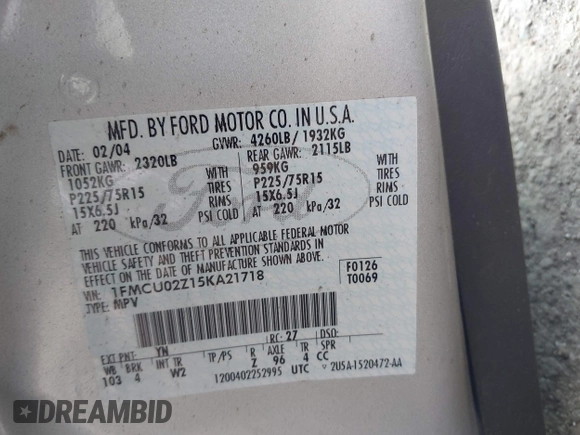 MFD. BY FORD MOTOR CO. IN U.S.A.
DATE: 02/04 GVWR: 4260LB/1932KG
FRONT GAWR: 2320LB REAR GAWR: 2115LB
1052KG 959KG
P225/75R15 WITH TIRES P225/75R15 WITH TIRES
15X6.5J RIMS 15X6.5J RIMS
AT 220 kPa/32 PSI COLD AT 220 kPa/32 PSI COLD
Ford
THIS VEHICLE CONFORMS TO ALL APPLICABLE FEDERAL MOTOR
VEHICLE SAFETY AND THEFT PREVENTION STANDARDS IN
EFFECT ON THE DATE OF MANUFACTURE SHOWN ABOVE.
VIN: 1FMCU02Z15KA21718 F0126
TYPE: MPV T0069
RC: 27 DSO:
EXT PNT: YN
WB BRK INT TR TP/PS R AXLE TR SPR
103 4 W2 Z 96 4 CC
1200402252995 UTC 2U5A-1520472-AA
DREAMBID
DREAMBID